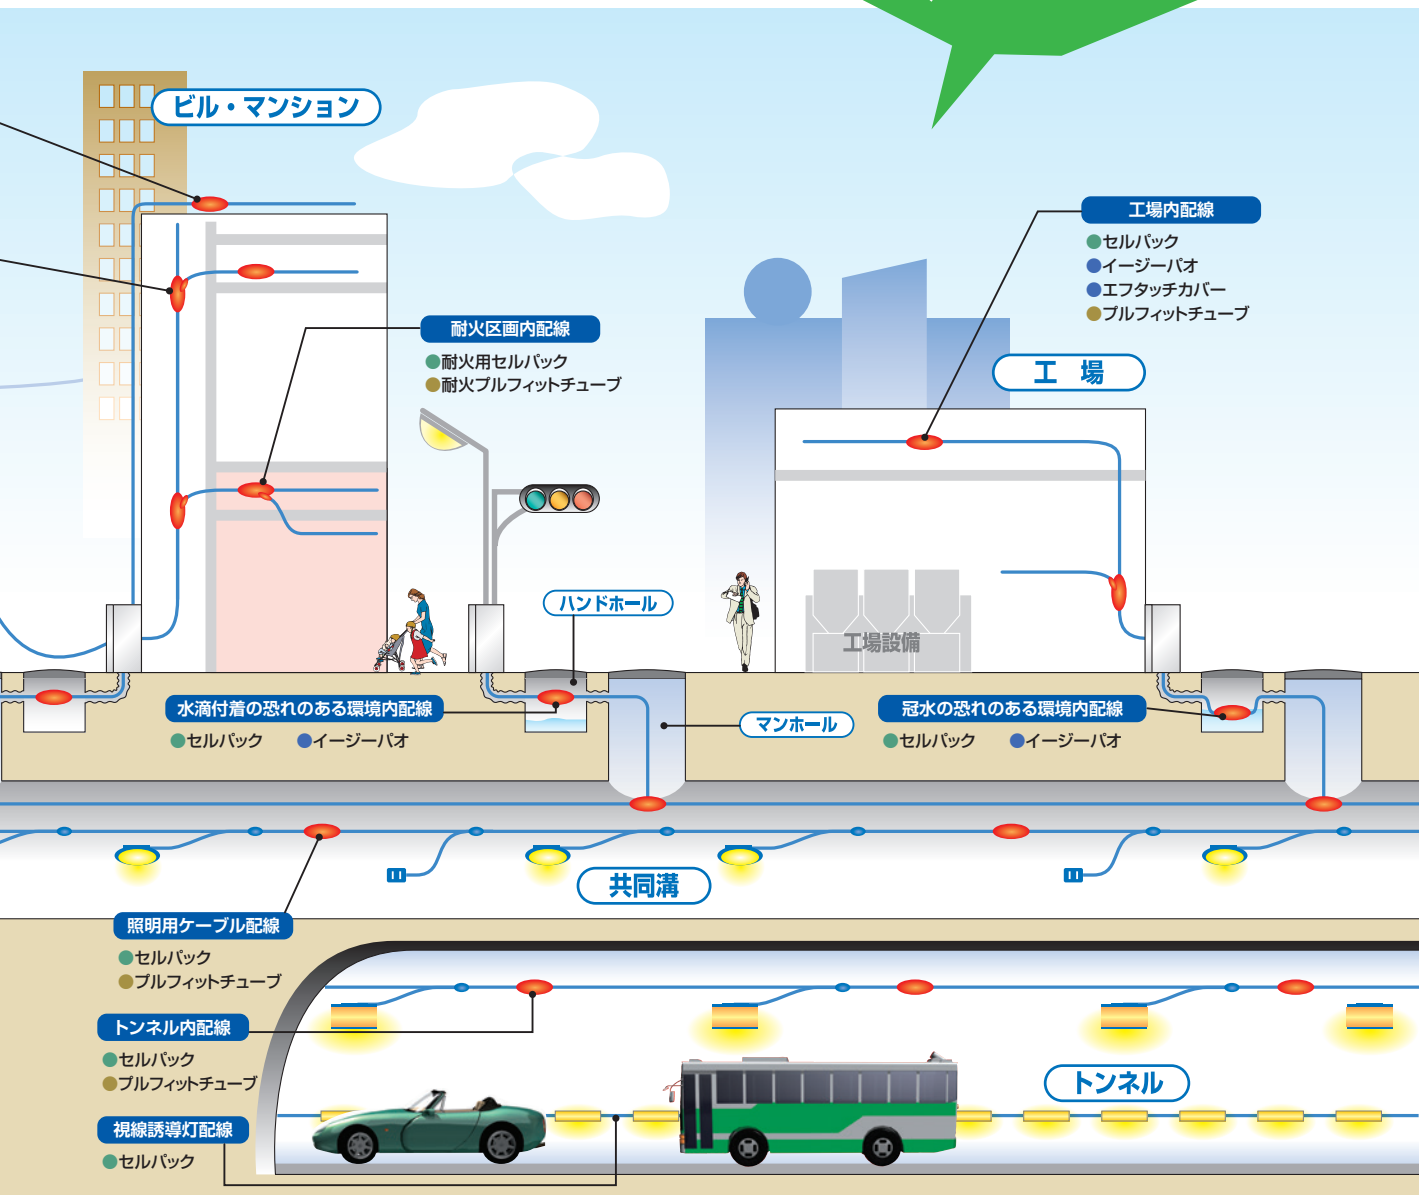 ビル・マンション
工場内配線
●セルパック
●イージーパオ
●エフタッチカバー
●プルフィットチューブ
耐火区画内配線
●耐火用セルパック
●耐火プルフィットチューブ
工 場
ハンドホール
工場設備
水滴付着の恐れのある環境内配線
●セルパック ●イージーパオ
マンホール
冠水の恐れのある環境内配線
●セルパック ●イージーパオ
共同溝
照明用ケーブル配線
●セルパック
●プルフィットチューブ
トンネル内配線
●セルパック
●プルフィットチューブ
トンネル
視線誘導灯配線
●セルパック